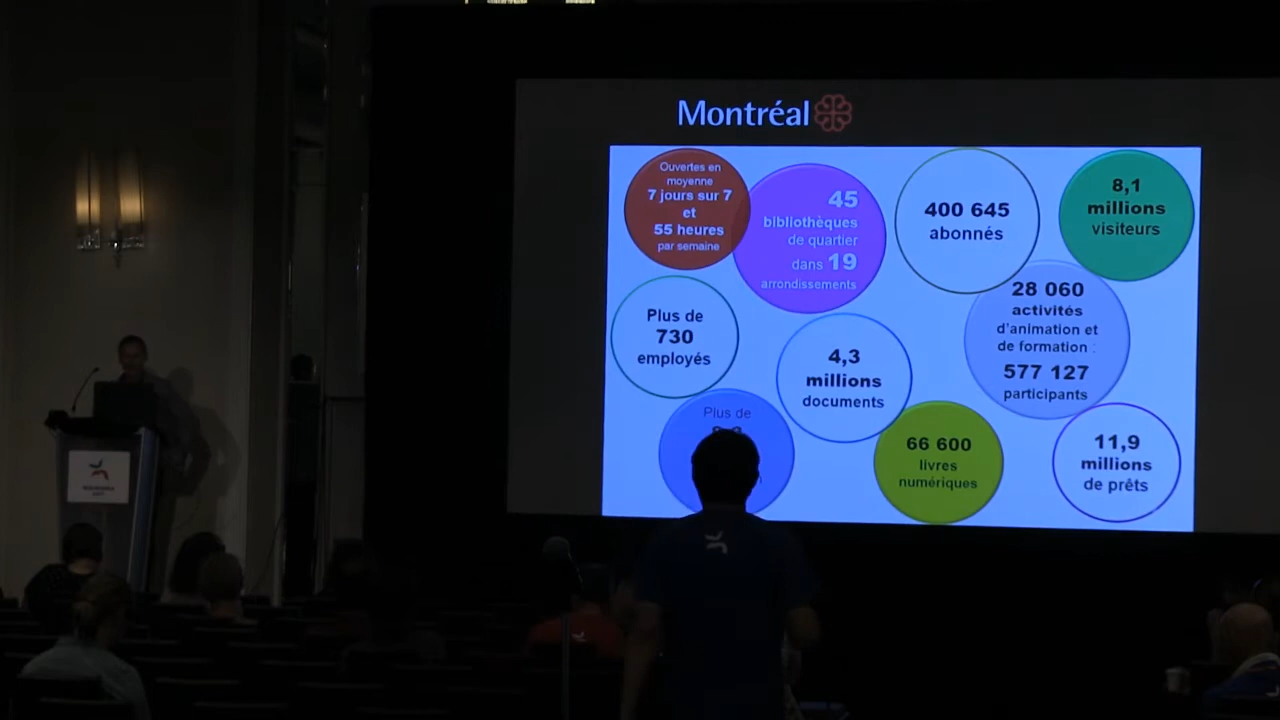 Montréal
Ouvertes en
moyenne
7 jours sur 7
et
55 heures
par semaine
45
bibliothèques
de quartier
dans 19
arrondissements
400 645
abonnés
8,1
millions
visiteurs
Plus de
730
employés
4,3
millions
documents
28 060
activités
d'animation et
de formation :
577 127
participants
Plus de
66 600
livres
numériques
11,9
millions
de prêts